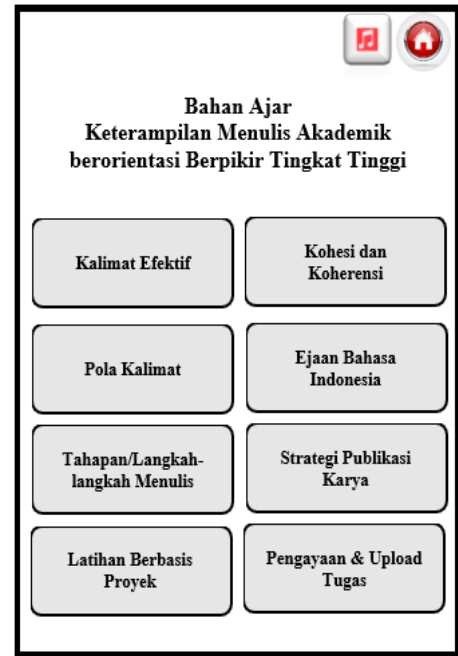 Bahan Ajar
Keterampilan Menulis Akademik
berorientasi Berpikir Tingkat Tinggi
Kalimat Efektif
Kohesi dan
Koherensi
Pola Kalimat
Ejaan Bahasa
Indonesia
Tahapan/Langkah-
langkah Menulis
Strategi Publikasi
Karya
Latihan Berbasis
Proyek
Pengayaan & Upload
Tugas